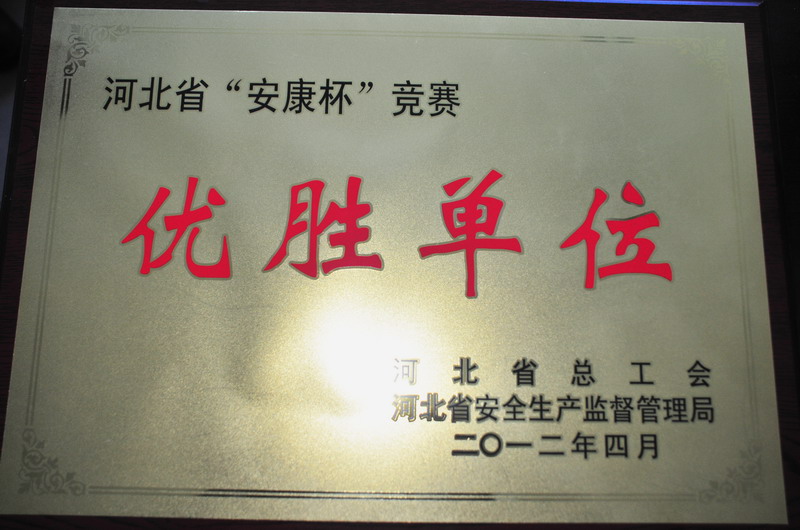 河北省“安康杯”竞赛
优胜单位
河北省总工会
河北省安全生产监督管理局
二〇一二年四月